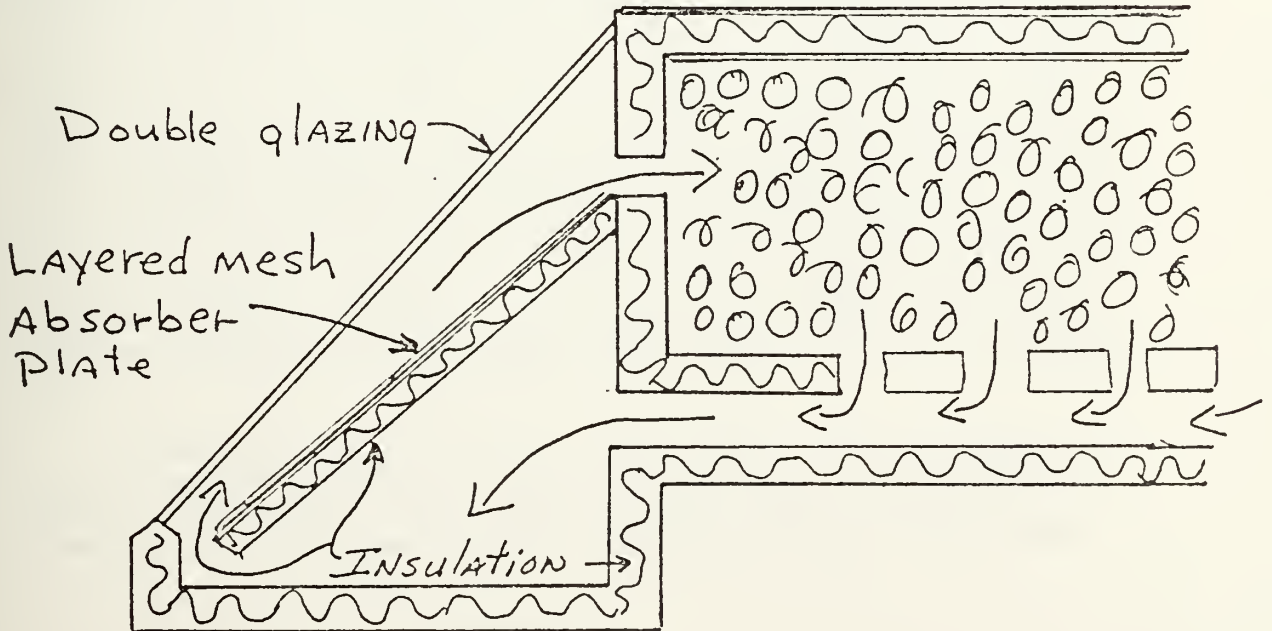 Double glAZING
LAyered mesh
Absorber
plAte
INSulATioN